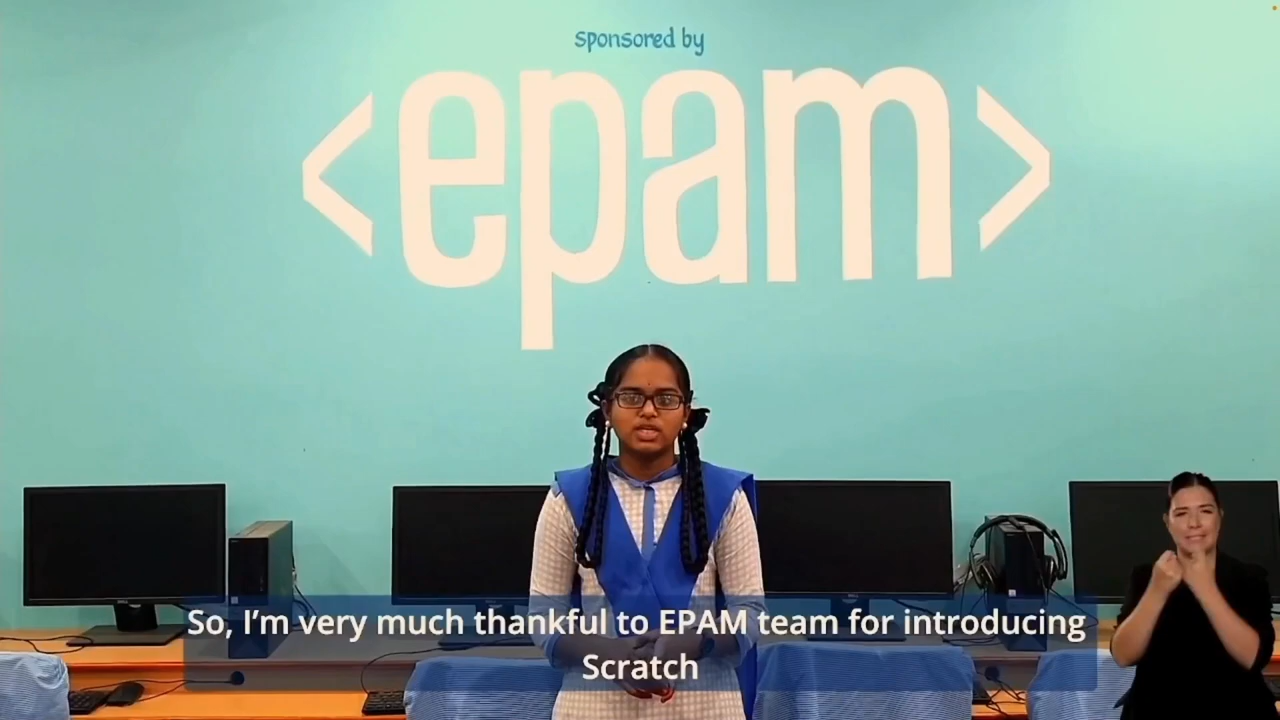 sponsored by
<epam>
So, I’m very much thankful to EPAM team for introducing
Scratch